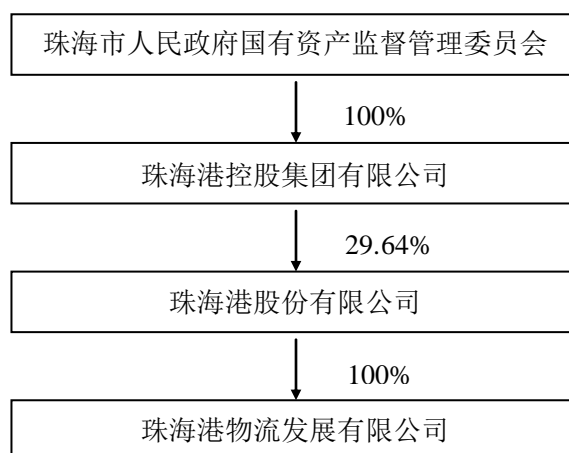 珠海市人民政府国有资产监督管理委员会
100%
珠海港控股集团有限公司
29.64%
珠海港股份有限公司
100%
珠海港物流发展有限公司